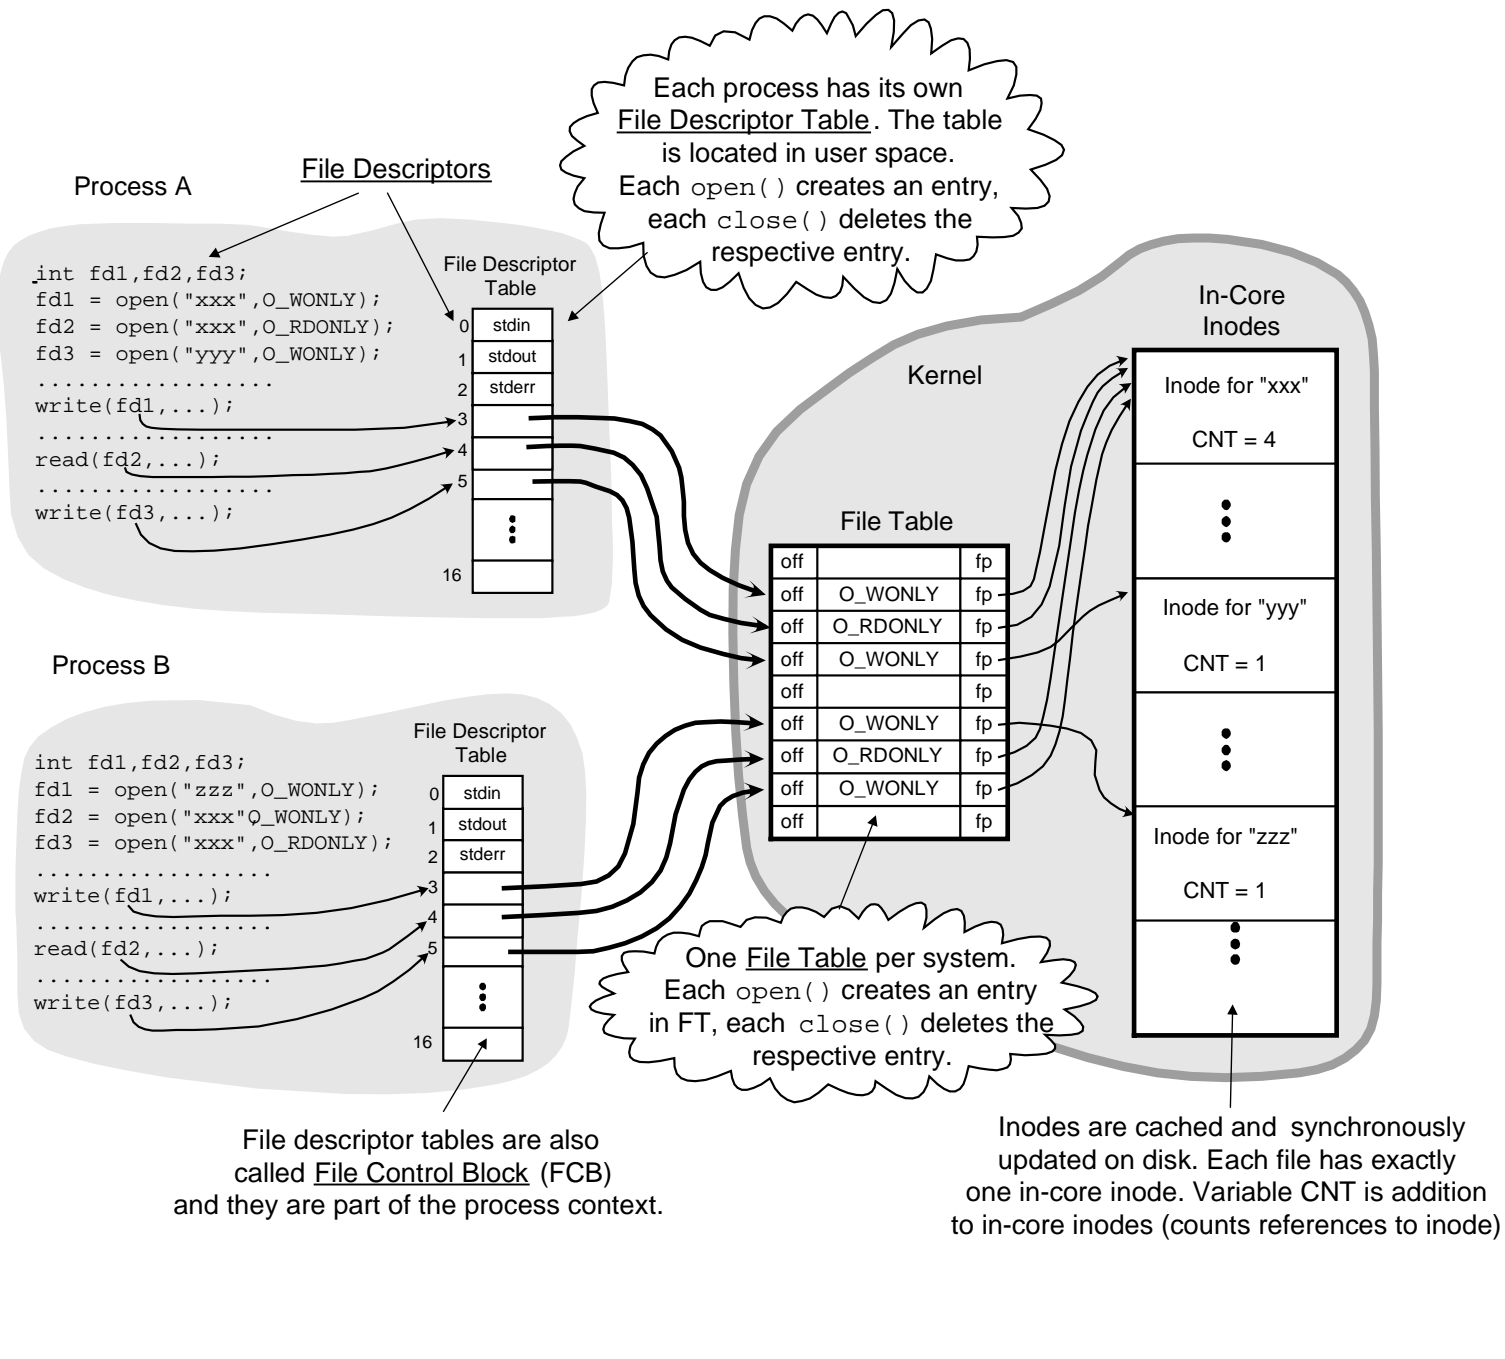 Each process has its own
File Descriptor Table. The table
is located in user space.
Each open() creates an entry,
each close() deletes the
respective entry.
File Descriptors
Process A
int fd1,fd2,fd3;
fd1 = open("xxx",O_WONLY);
fd2 = open("xxx",O_RDONLY);
fd3 = open("yyy",O_WONLY);
..................
write(fd1,...);
..................
read(fd2,...);
..................
write(fd3,...);
File Descriptor
Table
0 stdin
1 stdout
2 stderr
3
4
5
16
Process B
int fd1,fd2,fd3;
fd1 = open("zzz",O_WONLY);
fd2 = open("xxx"O_WONLY);
fd3 = open("xxx",O_RDONLY);
..................
write(fd1,...);
..................
read(fd2,...);
..................
write(fd3,...);
File Descriptor
Table
0 stdin
1 stdout
2 stderr
3
4
5
16
Kernel
File Table
off fp
off O_WONLY fp
off O_RDONLY fp
off O_WONLY fp
off fp
off O_WONLY fp
off O_RDONLY fp
off O_WONLY fp
off fp
In-Core
Inodes
Inode for "xxx"
CNT = 4
Inode for "yyy"
CNT = 1
Inode for "zzz"
CNT = 1
One File Table per system.
Each open() creates an entry
in FT, each close() deletes the
respective entry.
File descriptor tables are also
called File Control Block (FCB)
and they are part of the process context.
Inodes are cached and synchronously
updated on disk. Each file has exactly
one in-core inode. Variable CNT is addition
to in-core inodes (counts references to inode)